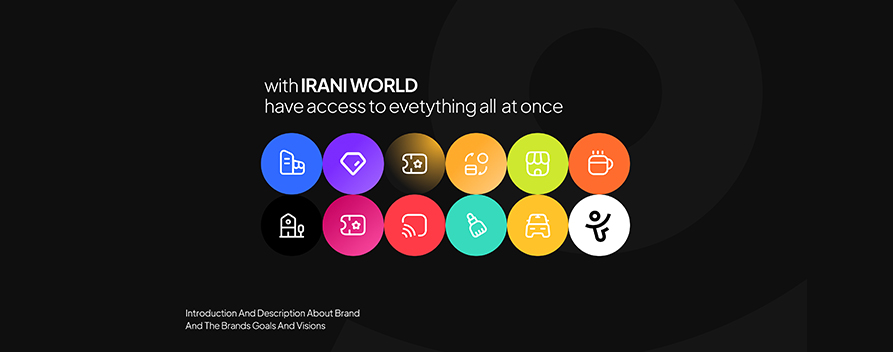 with IRANI WORLD
have access to evetything all at once
Introduction And Description About Brand
And The Brands Goals And Visions